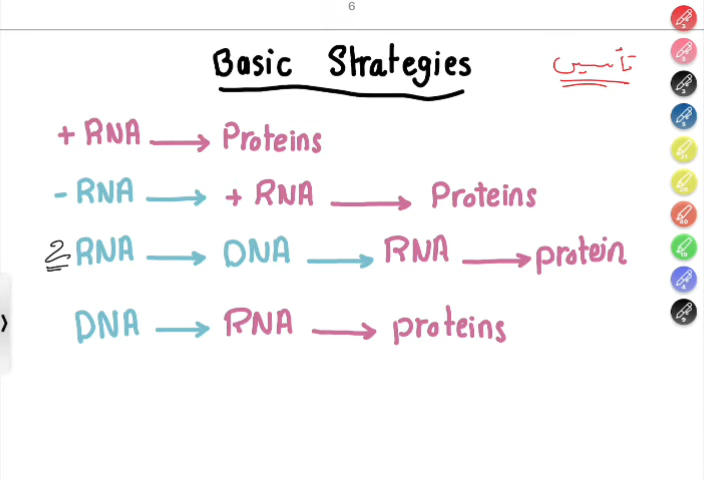 6
Basic Strategies تأسيس
+ RNA → Proteins
- RNA → + RNA → Proteins
2 RNA → DNA → RNA → protein
DNA → RNA → proteins